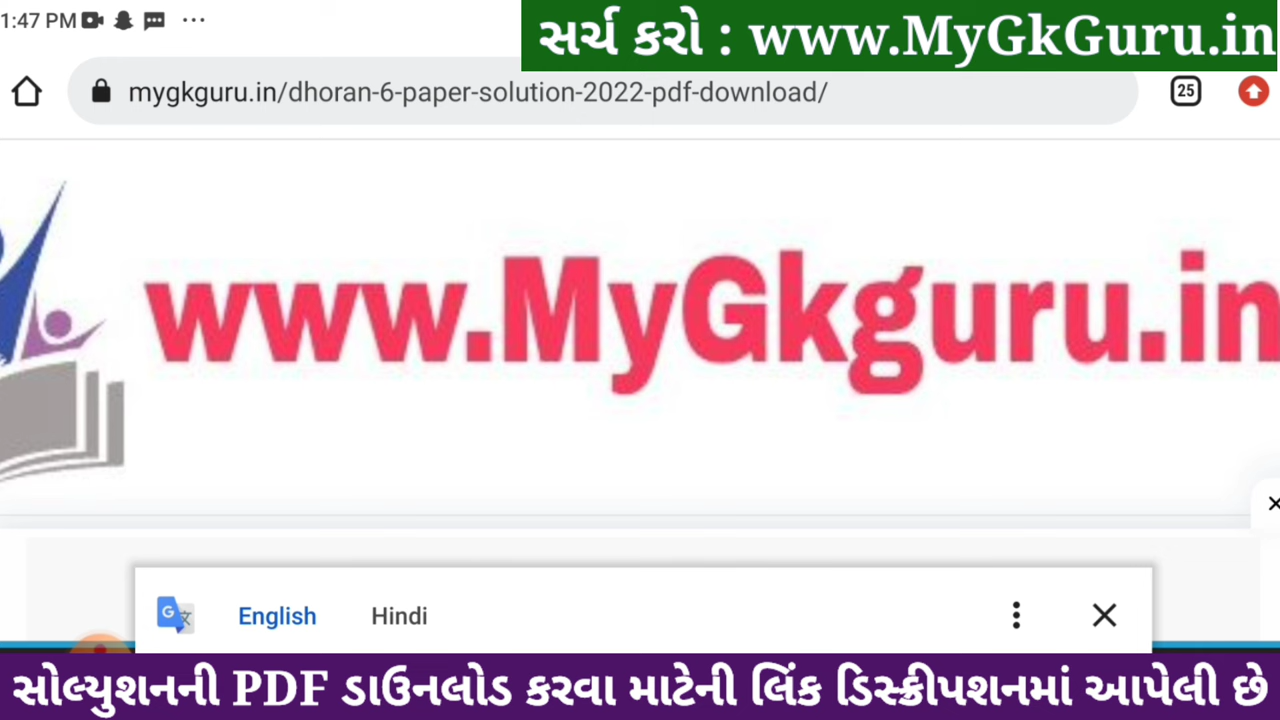 1:47 PM
સર્ચ કરો : www.MyGkGuru.in
mygkguru.in/dhoran-6-paper-solution-2022-pdf-download/
25
www.MyGkguru.in
English Hindi
સોલ્યુશનની PDF ડાઉનલોડ કરવા માટેની લિંક ડિસ્ક્રીપશનમાં આપેલી છે